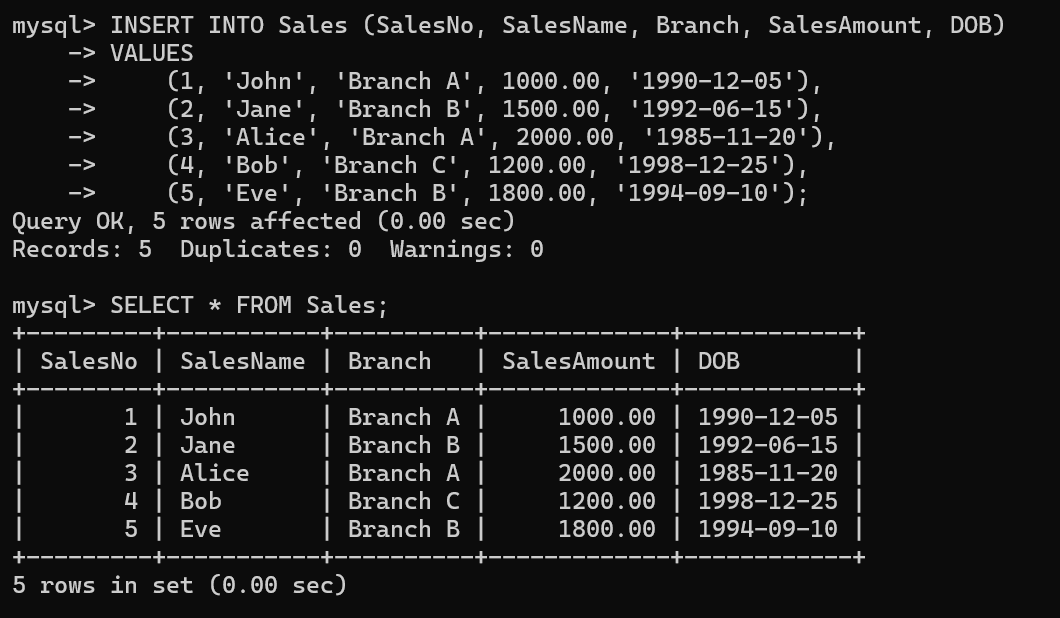 mysql> INSERT INTO Sales (SalesNo, SalesName, Branch, SalesAmount, DOB)
    -> VALUES
    ->     (1, 'John', 'Branch A', 1000.00, '1990-12-05'),
    ->     (2, 'Jane', 'Branch B', 1500.00, '1992-06-15'),
    ->     (3, 'Alice', 'Branch A', 2000.00, '1985-11-20'),
    ->     (4, 'Bob', 'Branch C', 1200.00, '1998-12-25'),
    ->     (5, 'Eve', 'Branch B', 1800.00, '1994-09-10');
Query OK, 5 rows affected (0.00 sec)
Records: 5  Duplicates: 0  Warnings: 0

mysql> SELECT * FROM Sales;
+---------+-----------+----------+-------------+------------+
| SalesNo | SalesName | Branch   | SalesAmount | DOB        |
+---------+-----------+----------+-------------+------------+
|       1 | John      | Branch A |     1000.00 | 1990-12-05 |
|       2 | Jane      | Branch B |     1500.00 | 1992-06-15 |
|       3 | Alice     | Branch A |     2000.00 | 1985-11-20 |
|       4 | Bob       | Branch C |     1200.00 | 1998-12-25 |
|       5 | Eve       | Branch B |     1800.00 | 1994-09-10 |
+---------+-----------+----------+-------------+------------+
5 rows in set (0.00 sec)